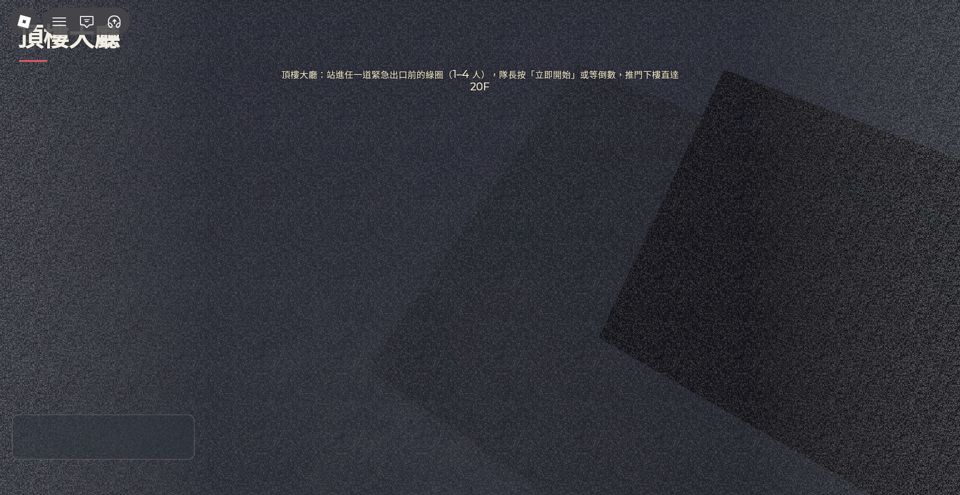 頂樓大廳
頂樓大廳：站進任一道緊急出口前的綠圈（1–4 人），隊長按「立即開始」或等倒數，推門下樓直達
20F